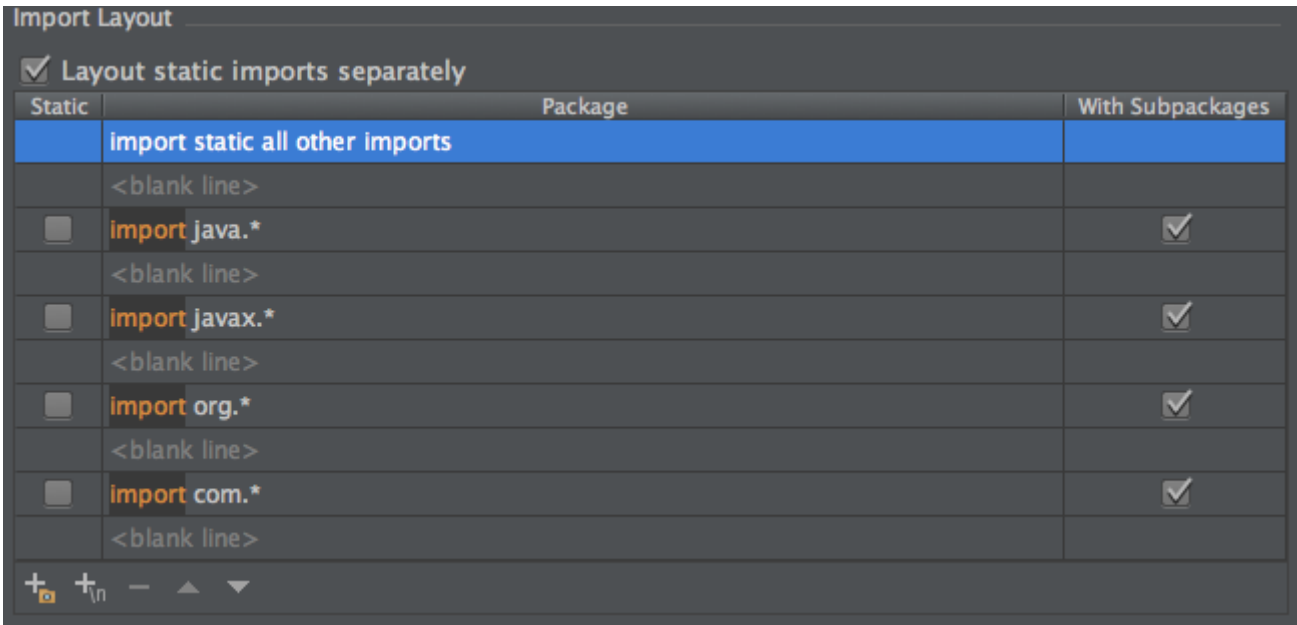 Import Layout
Layout static imports separately
Static Package With Subpackages
import static all other imports
<blank line>
import java.*
<blank line>
import javax.*
<blank line>
import org.*
<blank line>
import com.*
<blank line>
\n